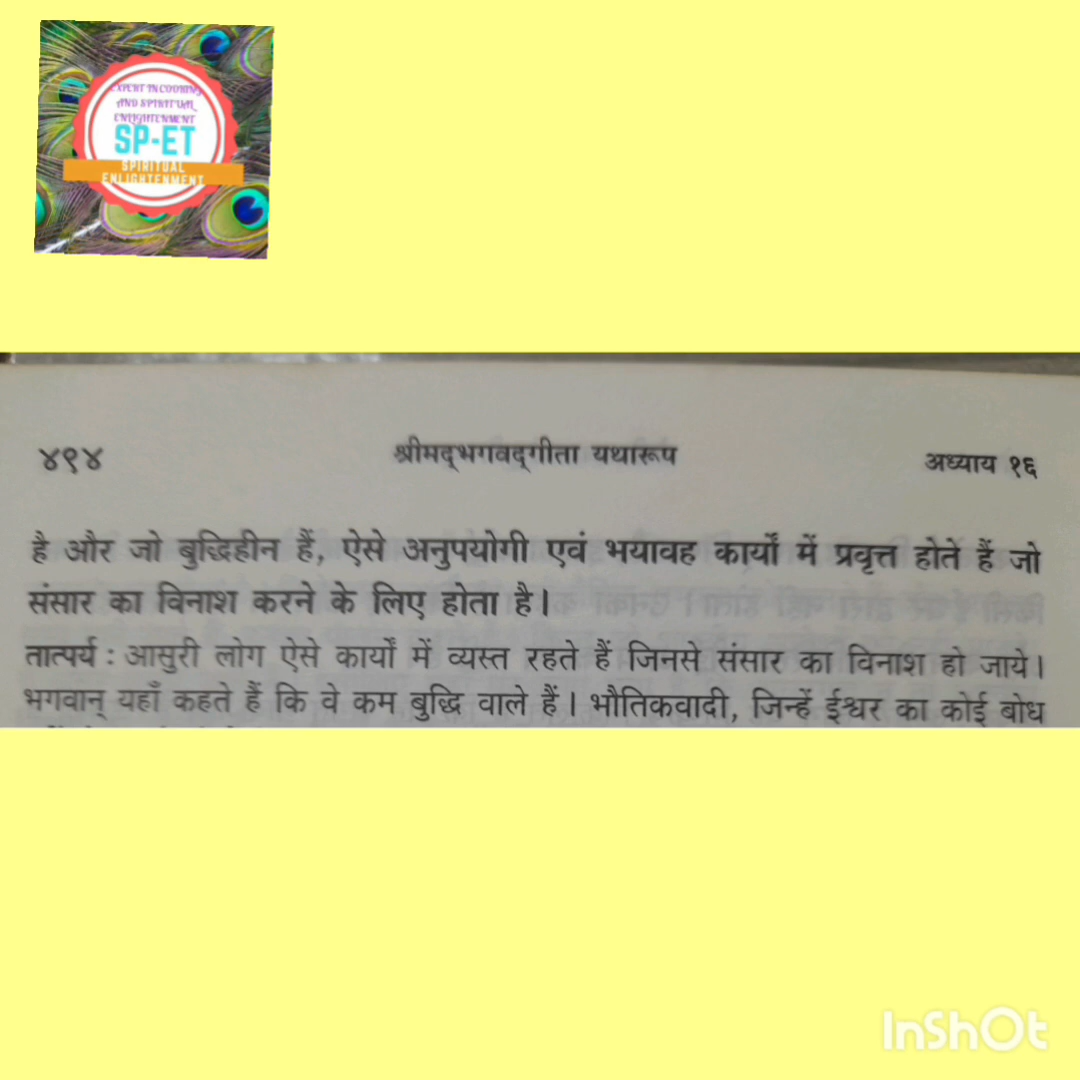 EXPERT IN COOKING
AND SPIRITUAL
ENLIGHTENMENT
SP-ET
SPIRITUAL
ENLIGHTENMENT
४९४ श्रीमद्भगवद्गीता यथारूप अध्याय १६
है और जो बुद्धिहीन हैं, ऐसे अनुपयोगी एवं भयावह कार्यों में प्रवृत्त होते हैं जो
संसार का विनाश करने के लिए होता है।
तात्पर्य : आसुरी लोग ऐसे कार्यों में व्यस्त रहते हैं जिनसे संसार का विनाश हो जाये।
भगवान् यहाँ कहते हैं कि वे कम बुद्धि वाले हैं। भौतिकवादी, जिन्हें ईश्वर का कोई बोध
InShOt